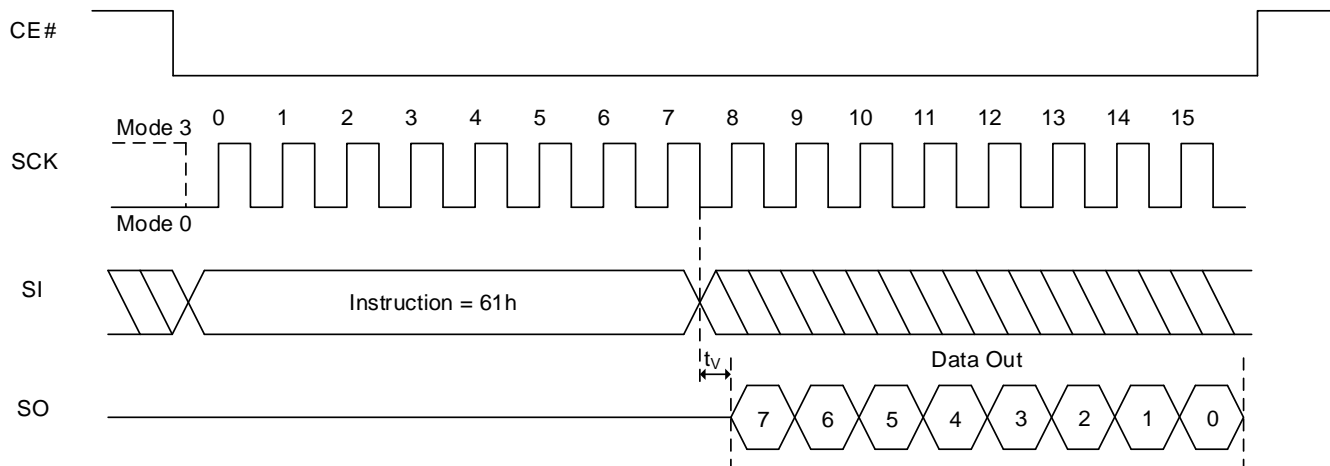 CE#
0 1 2 3 4 5 6 7 8 9 10 11 12 13 14 15
Mode 3
SCK
Mode 0
SI
Instruction = 61h
tV
Data Out
SO
7 6 5 4 3 2 1 0